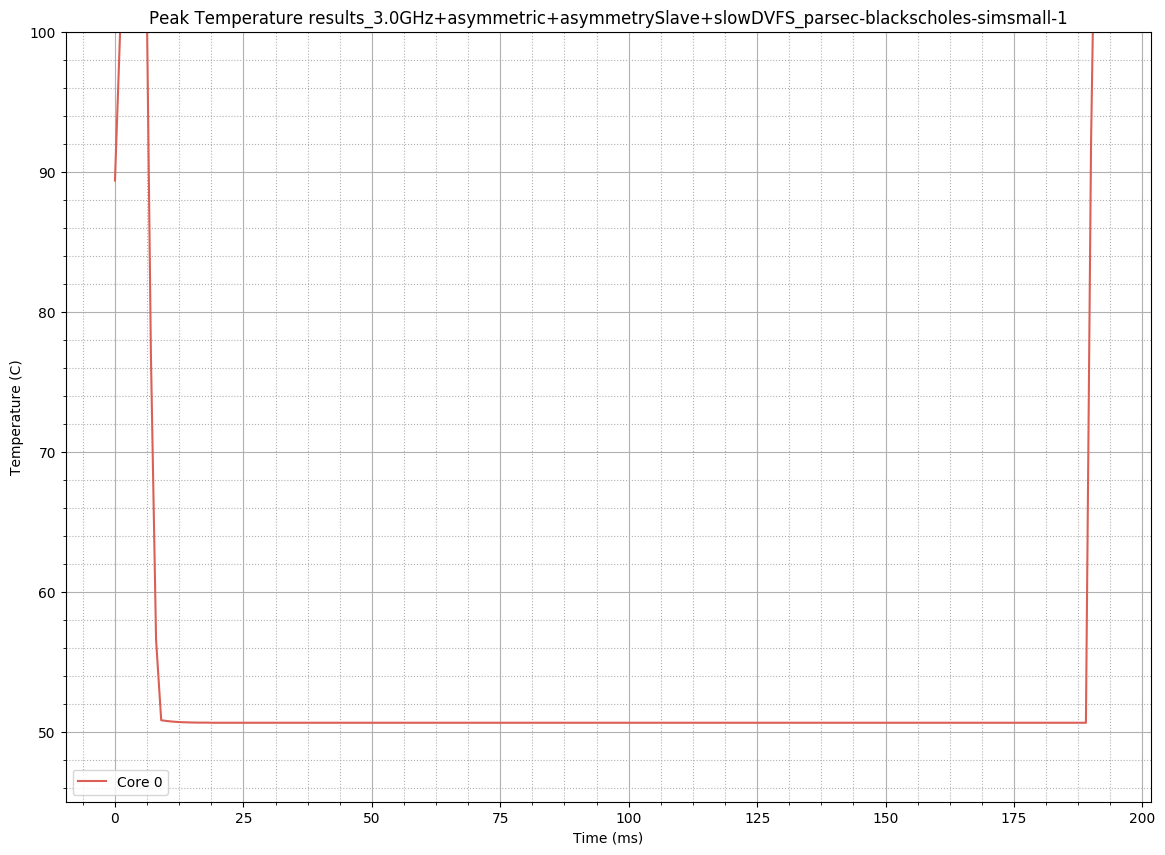 Peak Temperature results_3.0GHz+asymmetric+asymmetrySlave+slowDVFS_parsec-blackscholes-simsmall-1
100
90
80
70
60
50
Temperature (C)
Core 0
0 25 50 75 100 125 150 175 200
Time (ms)